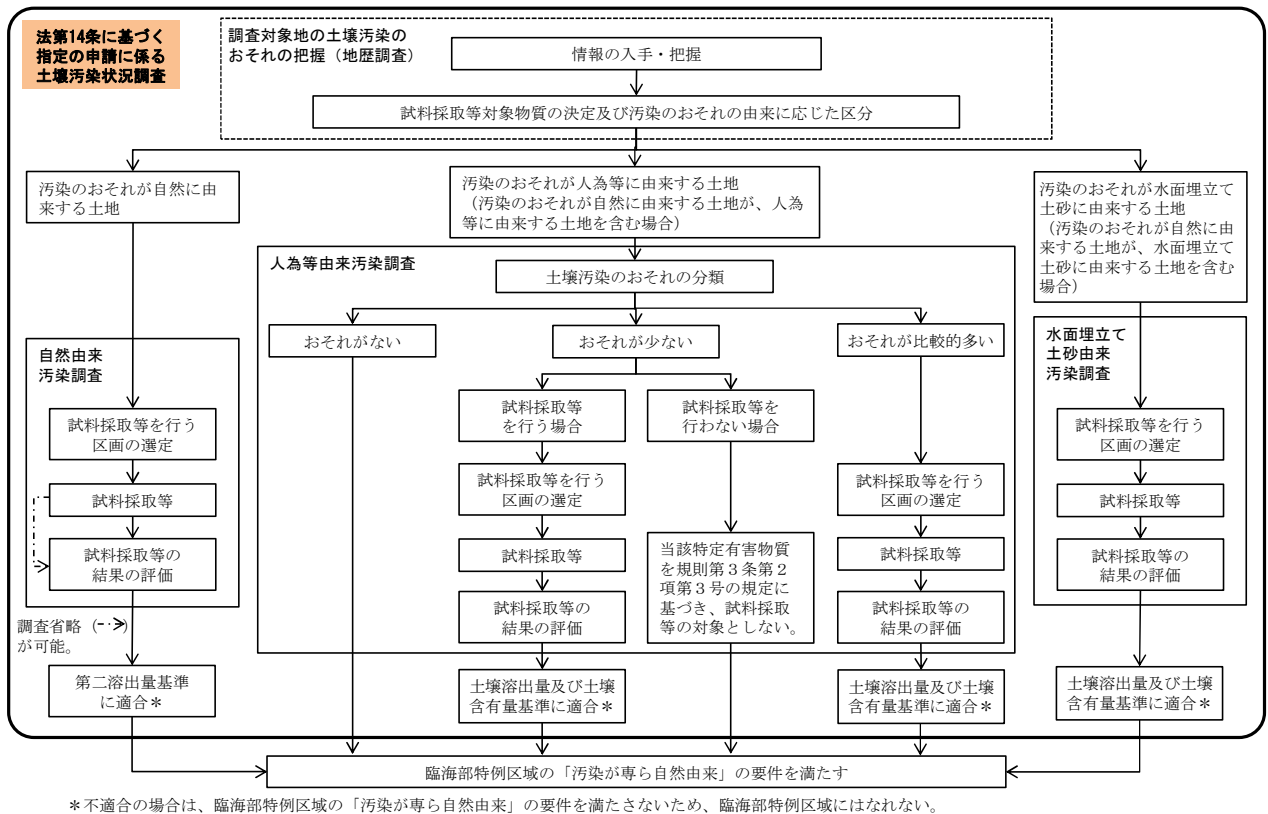 法第14条に基づく
指定の申請に係る
土壌汚染状況調査
調査対象地の土壌汚染の
おそれの把握（地歴調査）
情報の入手・把握
試料採取等対象物質の決定及び汚染のおそれの由来に応じた区分
汚染のおそれが自然に由
来する土地
汚染のおそれが人為等に由来する土地
（汚染のおそれが自然に由来する土地が、人為
等に由来する土地を含む場合）
汚染のおそれが水面埋立て
土砂に由来する土地
（汚染のおそれが自然に由
来する土地が、水面埋立て
土砂に由来する土地を含む
場合）
人為等由来汚染調査
土壌汚染のおそれの分類
おそれがない
おそれが少ない
おそれが比較的多い
自然由来
汚染調査
試料採取等を行う
区画の選定
試料採取等
試料採取等の
結果の評価
試料採取等
を行う場合
試料採取等を
行わない場合
試料採取等を行う
区画の選定
試料採取等
試料採取等の
結果の評価
当該特定有害物質
を規則第３条第２
項第３号の規定に
基づき、試料採取
等の対象としない。
試料採取等を行う
区画の選定
試料採取等
試料採取等の
結果の評価
水面埋立て
土砂由来
汚染調査
試料採取等を行う
区画の選定
試料採取等
試料採取等の
結果の評価
調査省略（-・->）
が可能。
第二溶出量基準
に適合＊
土壌溶出量及び土壌
含有量基準に適合＊
土壌溶出量及び土壌
含有量基準に適合＊
土壌溶出量及び土壌
含有量基準に適合＊
臨海部特例区域の「汚染が専ら自然由来」の要件を満たす
＊不適合の場合は、臨海部特例区域の「汚染が専ら自然由来」の要件を満たさないため、臨海部特例区域にはなれない。